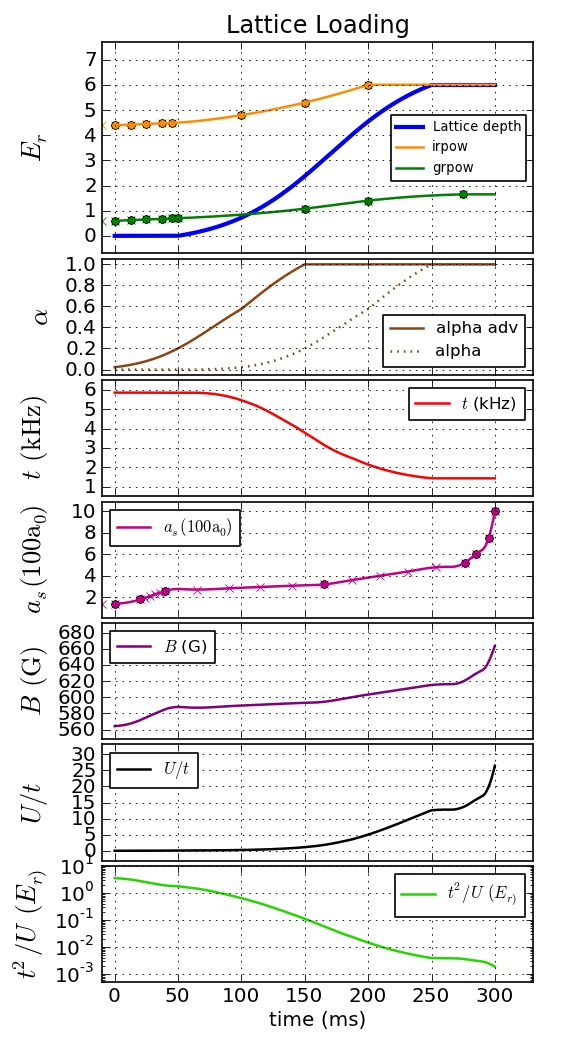 Lattice Loading
E_r
7
6
5
4
3
2
1
0
Lattice depth
irpow
grpow
α
1.0
0.8
0.6
0.4
0.2
0.0
alpha adv
alpha
t (kHz)
6
5
4
3
2
1
t (kHz)
a_s(100a_0)
10
8
6
4
2
a_s(100a_0)
B (G)
680
660
640
620
600
580
560
B (G)
U/t
30
25
20
15
10
5
0
U/t
t^2/U (E_r)
10^1
10^0
10^-1
10^-2
10^-3
t^2/U (E_r)
0 50 100 150 200 250 300
time (ms)